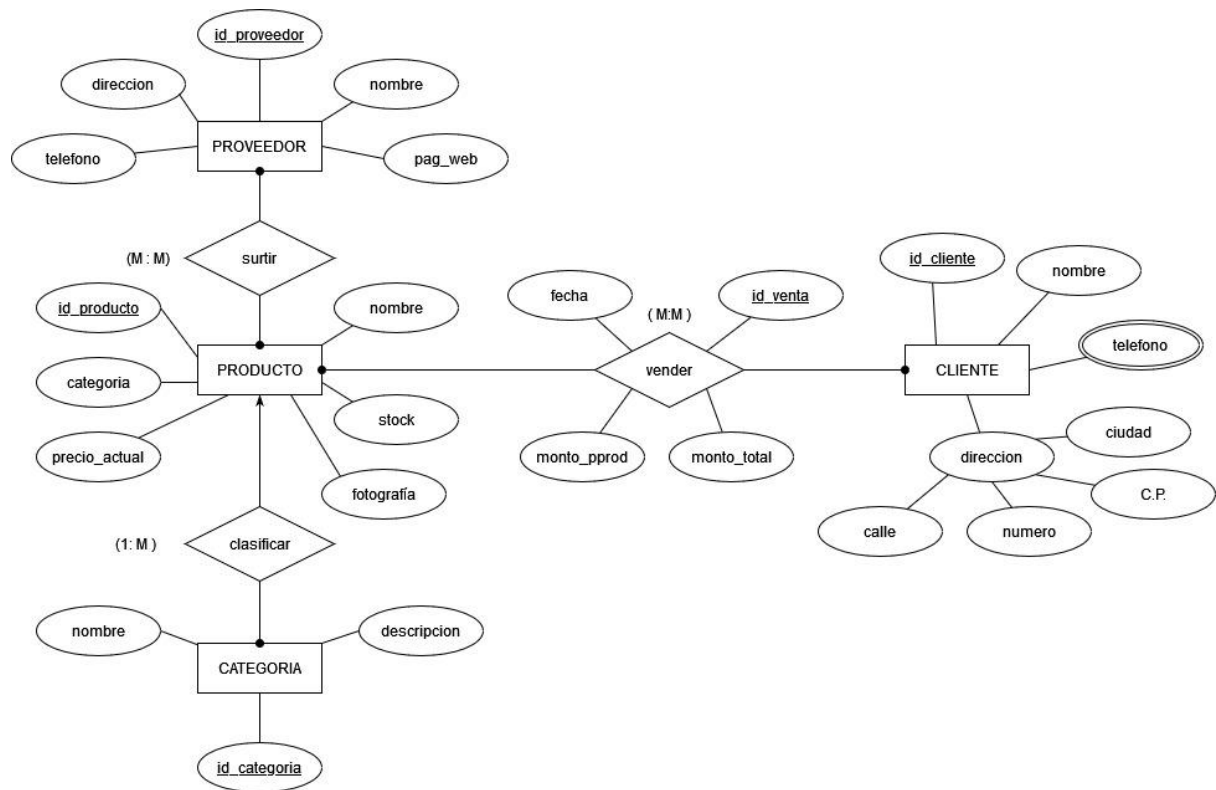 id_proveedor
direccion
nombre
telefono
PROVEEDOR
pag_web
(M : M)
surtir
id_producto
nombre
categoria
PRODUCTO
stock
precio_actual
fotografía
fecha
( M:M )
id_venta
vender
monto_pprod
monto_total
id_cliente
nombre
telefono
CLIENTE
direccion
ciudad
C.P.
calle
numero
(1: M )
clasificar
nombre
descripcion
CATEGORIA
id_categoria